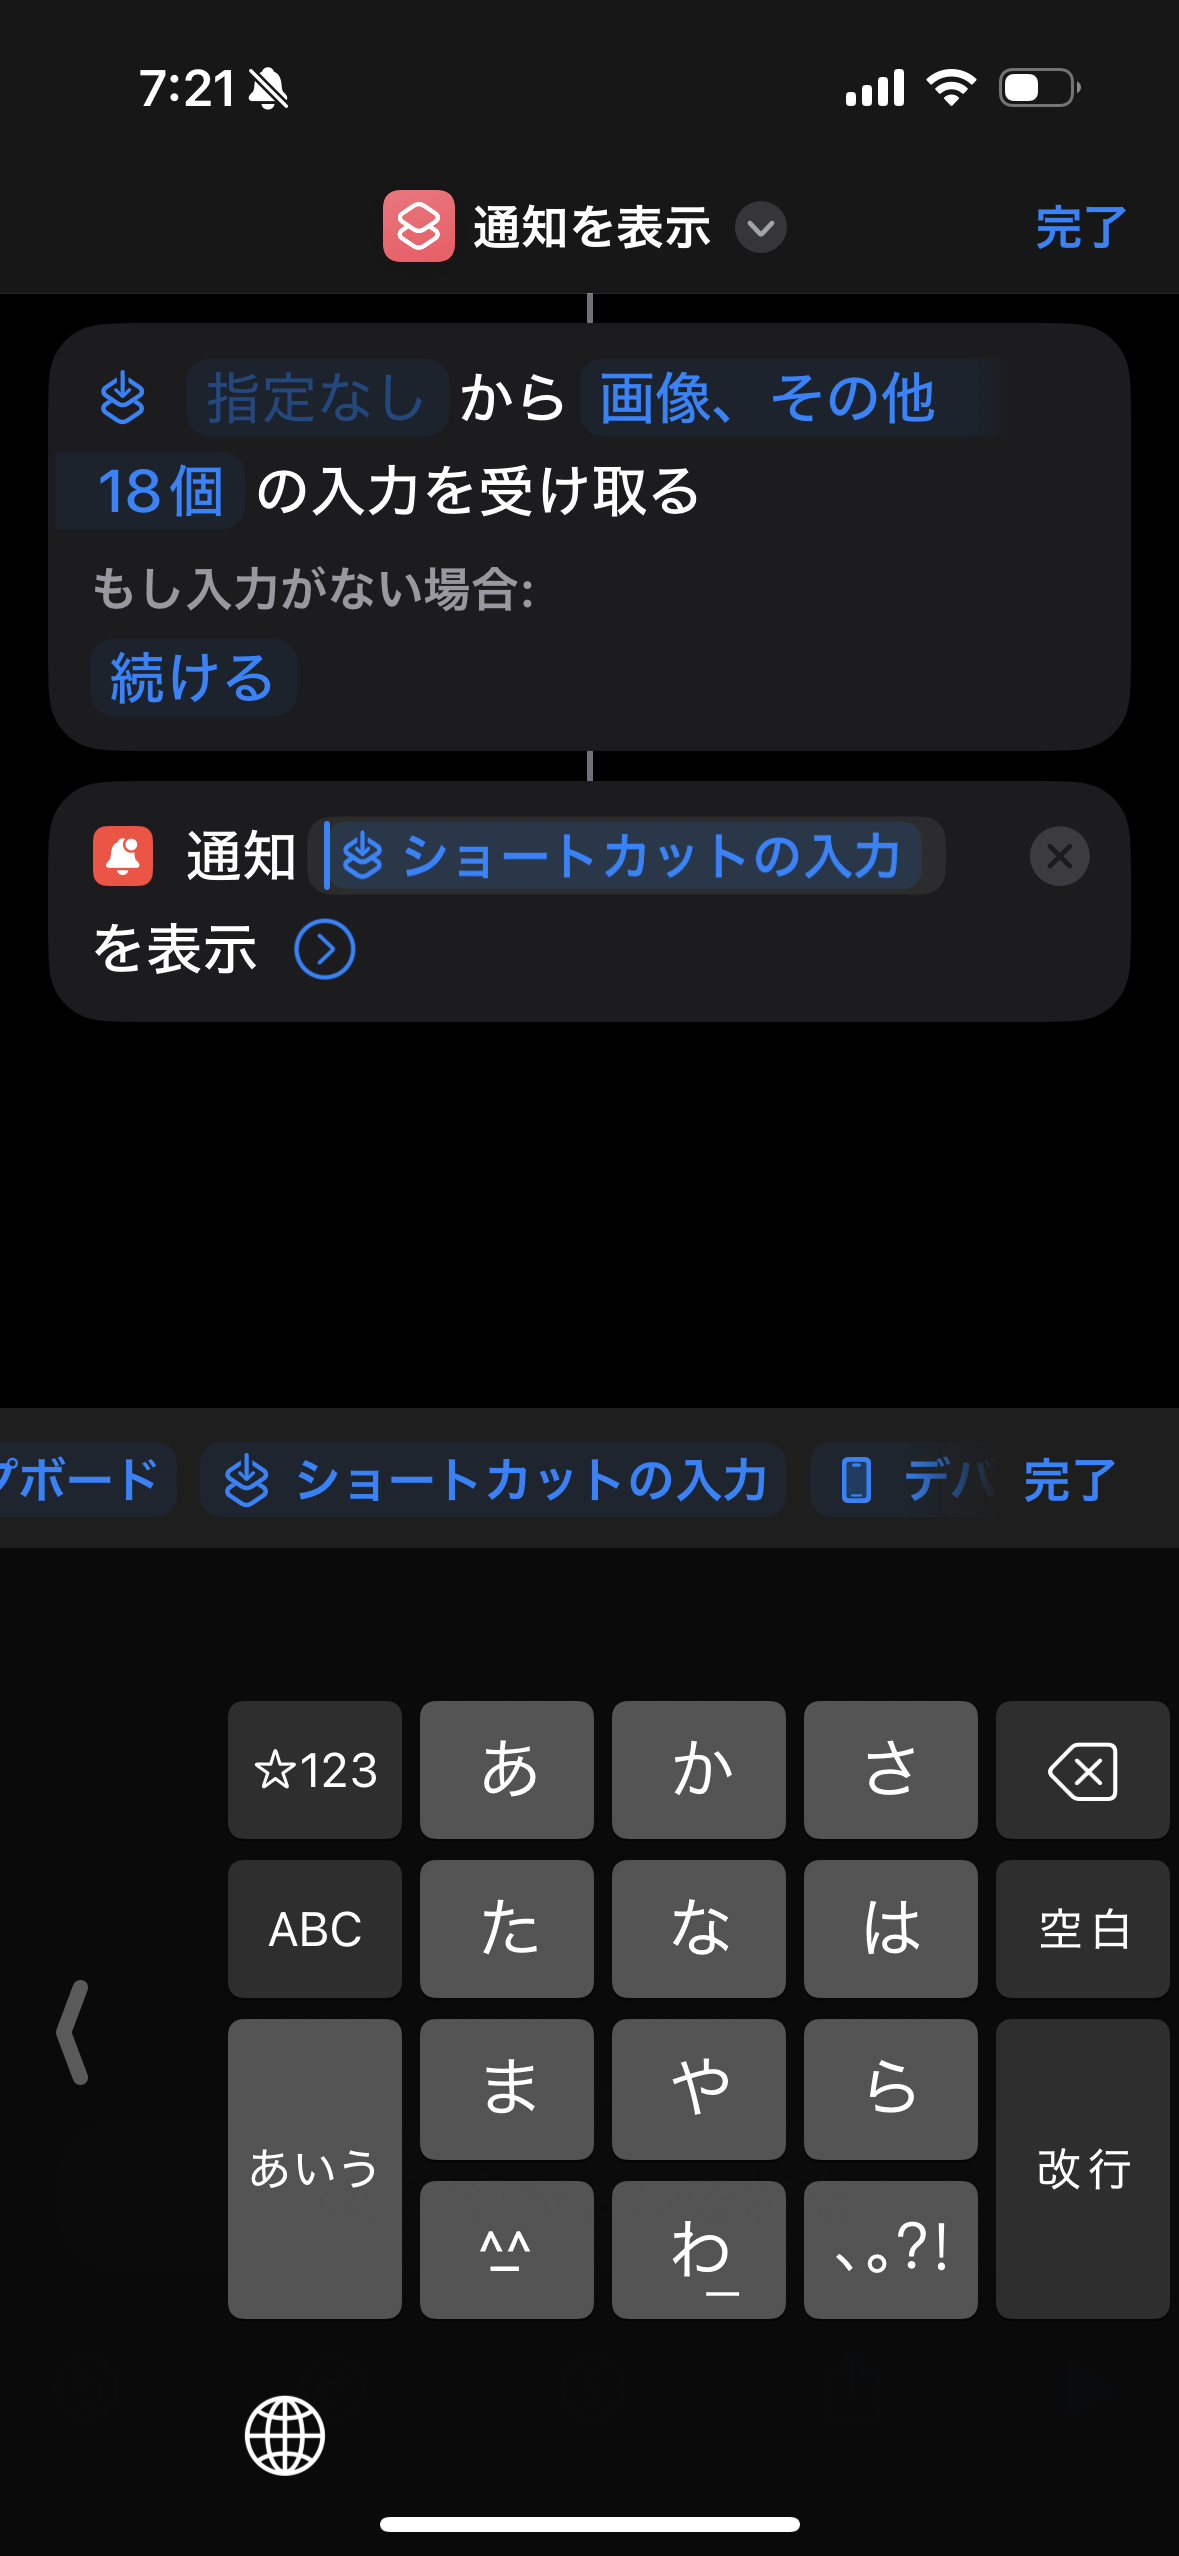 7:21
通知を表示
完了
指定なし から 画像、その他
18個 の入力を受け取る
もし入力がない場合:
続ける
通知 ショートカットの入力
を表示
プボード ショートカットの入力 デバ 完了
☆123 あ か さ
ABC た な は 空白
あいう ま や ら 改行
^_^ わ_ 、。?!